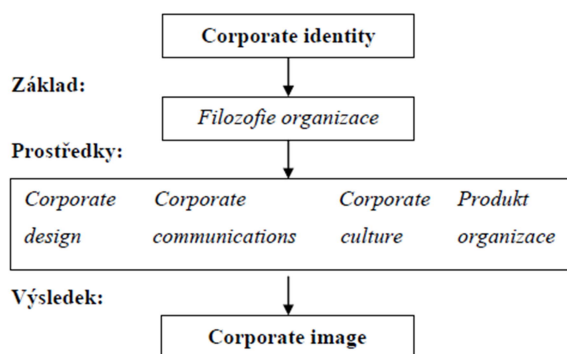 Corporate identity
Základ:
Filozofie organizace
Prostředky:
Corporate Corporate Corporate Produkt
design communications culture organizace
Výsledek:
Corporate image